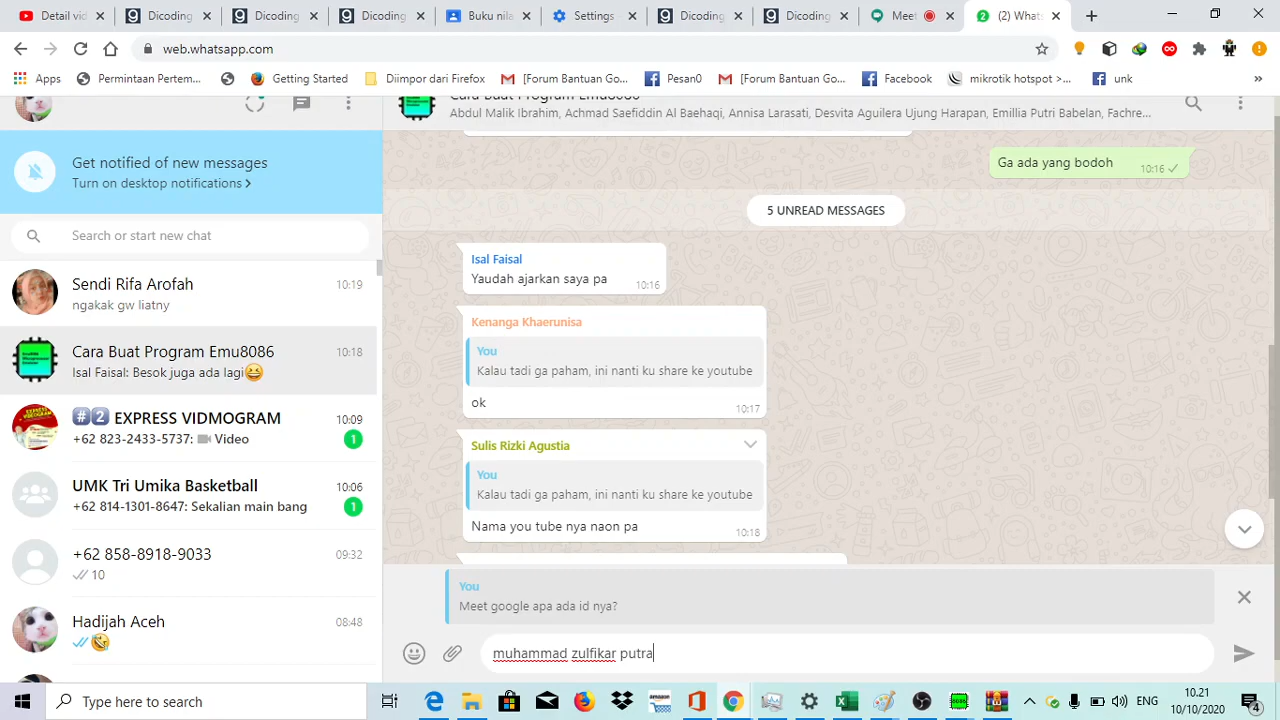 Detail vid
Dicoding
Dicoding
Dicoding
Buku nila
Settings
Dicoding
Dicoding
Meet
(2) What
web.whatsapp.com
Apps
Permintaan Pertem...
Getting Started
Diimpor dari Firefox
[Forum Bantuan Go...
Pesan0
[Forum Bantuan Go...
Facebook
mikrotik hotspot >...
unk
»
Get notified of new messages
Turn on desktop notifications >
Search or start new chat
Sendi Rifa Arofah
10:19
ngakak gw liatny
Cara Buat Program Emu8086
10:18
Isal Faisal: Besok juga ada lagi😆
#️⃣2️⃣ EXPRESS VIDMOGRAM
10:09
+62 823-2433-5737: Video
1
UMK Tri Umika Basketball
10:06
+62 814-1301-8647: Sekalian main bang
1
+62 858-8918-9033
09:32
10
Hadijah Aceh
08:48
Cara Buat Program Emu8086
Abdul Malik Ibrahim, Achmad Saefiddin Al Baehaqi, Annisa Larasati, Desvita Aguilera Ujung Harapan, Emillia Putri Babelan, Fachre...
Ga ada yang bodoh
10:16
5 UNREAD MESSAGES
Isal Faisal
Yaudah ajarkan saya pa
10:16
Kenanga Khaerunisa
You
Kalau tadi ga paham, ini nanti ku share ke youtube
ok
10:17
Sulis Rizki Agustia
You
Kalau tadi ga paham, ini nanti ku share ke youtube
Nama you tube nya naon pa
10:18
You
Meet google apa ada id nya?
muhammad zulfikar putra
Type here to search
8086
ENG
10.21
10/10/2020
4